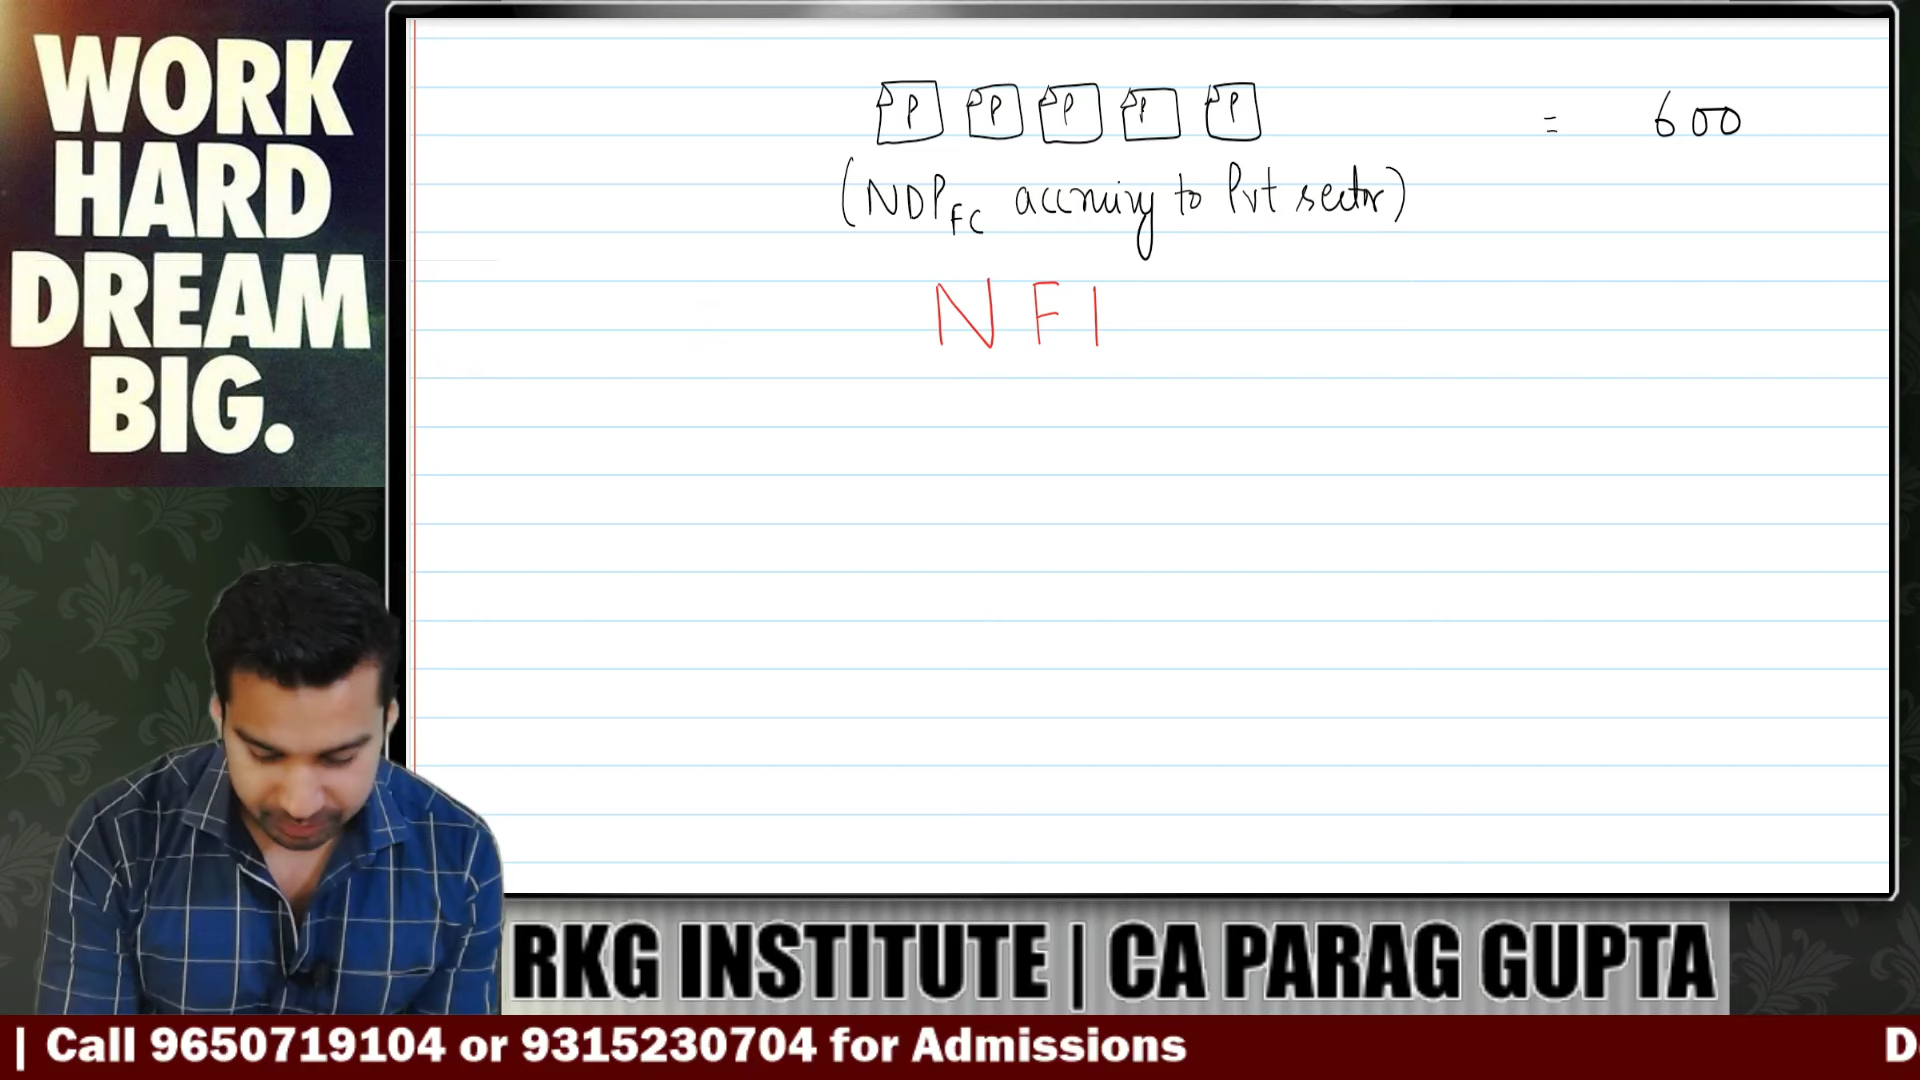 WORK
HARD
DREAM
BIG.
P P P P P = 600
(NDPFC accruing to Pvt sector)
N F I
RKG INSTITUTE | CA PARAG GUPTA
| Call 9650719104 or 9315230704 for Admissions
D